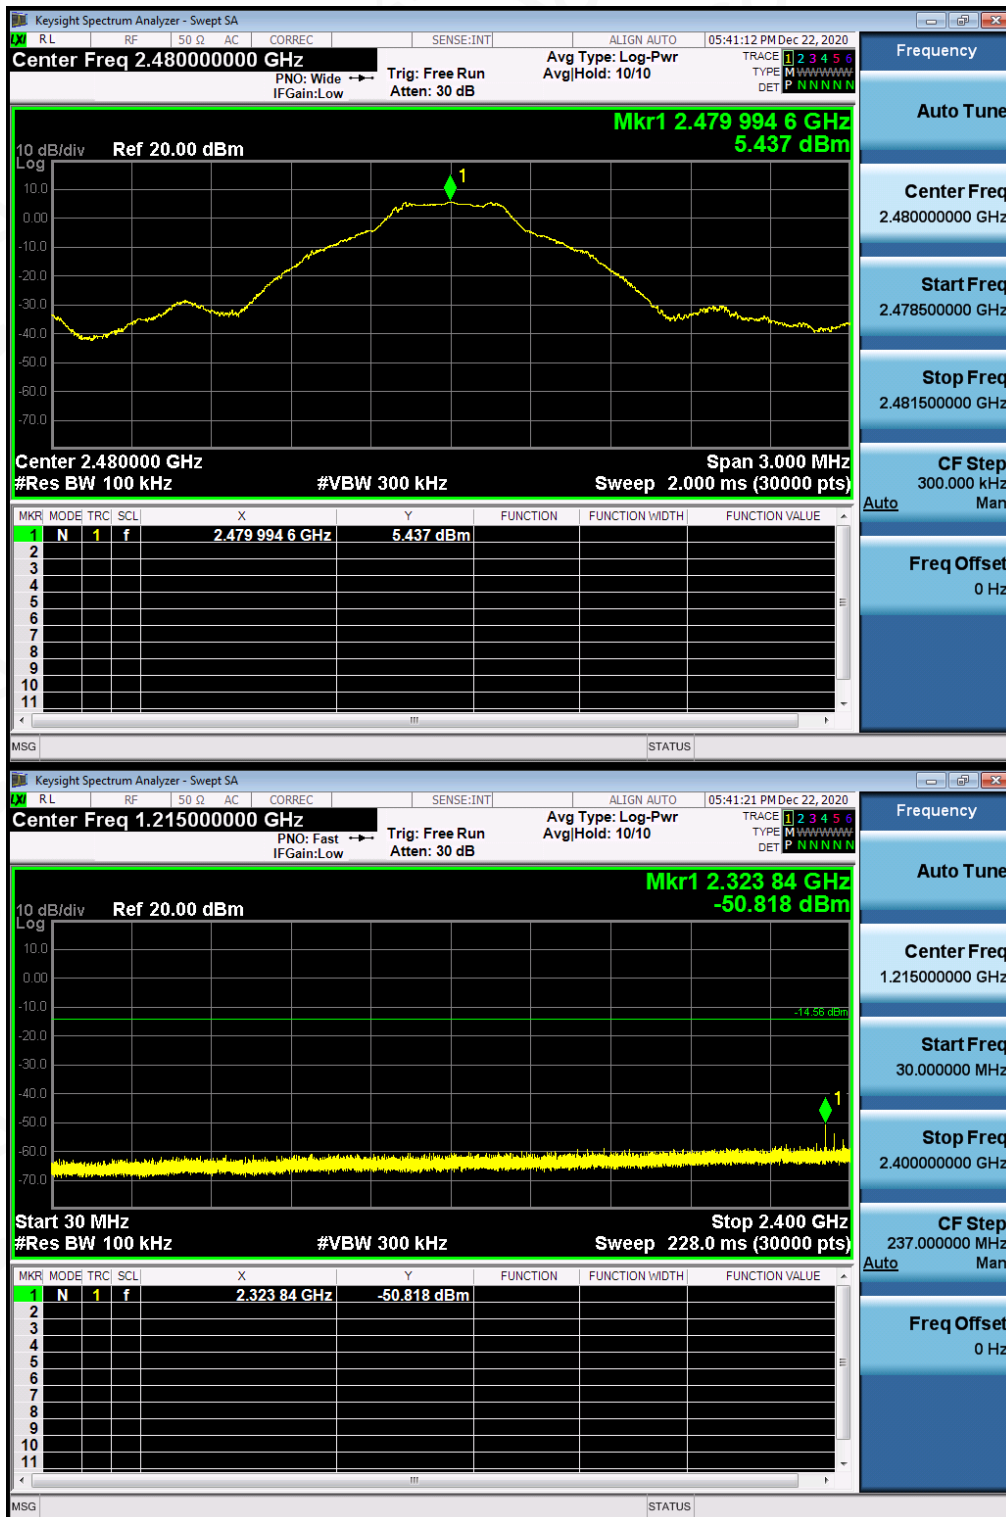 Keysight Spectrum Analyzer - Swept SA
LXI RL RF 50 Ω AC CORREC SENSE:INT ALIGN AUTO 05:41:12 PM Dec 22, 2020
Center Freq 2.480000000 GHz
PNO: Wide
IFGain:Low
Trig: Free Run
Atten: 30 dB
Avg Type: Log-Pwr
Avg|Hold: 10/10
TRACE 1 2 3 4 5 6
TYPE M WWWWW
DET P N N N N N
Mkr1 2.479 994 6 GHz
5.437 dBm
10 dB/div Ref 20.00 dBm
Log
1
10.0
0.00
-10.0
-20.0
-30.0
-40.0
-50.0
-60.0
-70.0
Center 2.480000 GHz Span 3.000 MHz
#Res BW 100 kHz #VBW 300 kHz Sweep 2.000 ms (30000 pts)
MKR MODE TRC SCL X Y FUNCTION FUNCTION WIDTH FUNCTION VALUE
1 N 1 f 2.479 994 6 GHz 5.437 dBm
2
3
4
5
6
7
8
9
10
11
MSG STATUS
Frequency
Auto Tune
Center Freq
2.480000000 GHz
Start Freq
2.478500000 GHz
Stop Freq
2.481500000 GHz
CF Step
300.000 kHz
Auto Man
Freq Offset
0 Hz
Keysight Spectrum Analyzer - Swept SA
LXI RL RF 50 Ω AC CORREC SENSE:INT ALIGN AUTO 05:41:21 PM Dec 22, 2020
Center Freq 1.215000000 GHz
PNO: Fast
IFGain:Low
Trig: Free Run
Atten: 30 dB
Avg Type: Log-Pwr
Avg|Hold: 10/10
TRACE 1 2 3 4 5 6
TYPE M WWWWW
DET P N N N N N
Mkr1 2.323 84 GHz
-50.818 dBm
10 dB/div Ref 20.00 dBm
Log
10.0
0.00
-10.0
-14.56 dBm
-20.0
-30.0
-40.0
1
-50.0
-60.0
-70.0
Start 30 MHz Stop 2.400 GHz
#Res BW 100 kHz #VBW 300 kHz Sweep 228.0 ms (30000 pts)
MKR MODE TRC SCL X Y FUNCTION FUNCTION WIDTH FUNCTION VALUE
1 N 1 f 2.323 84 GHz -50.818 dBm
2
3
4
5
6
7
8
9
10
11
MSG STATUS
Frequency
Auto Tune
Center Freq
1.215000000 GHz
Start Freq
30.000000 MHz
Stop Freq
2.400000000 GHz
CF Step
237.000000 MHz
Auto Man
Freq Offset
0 Hz